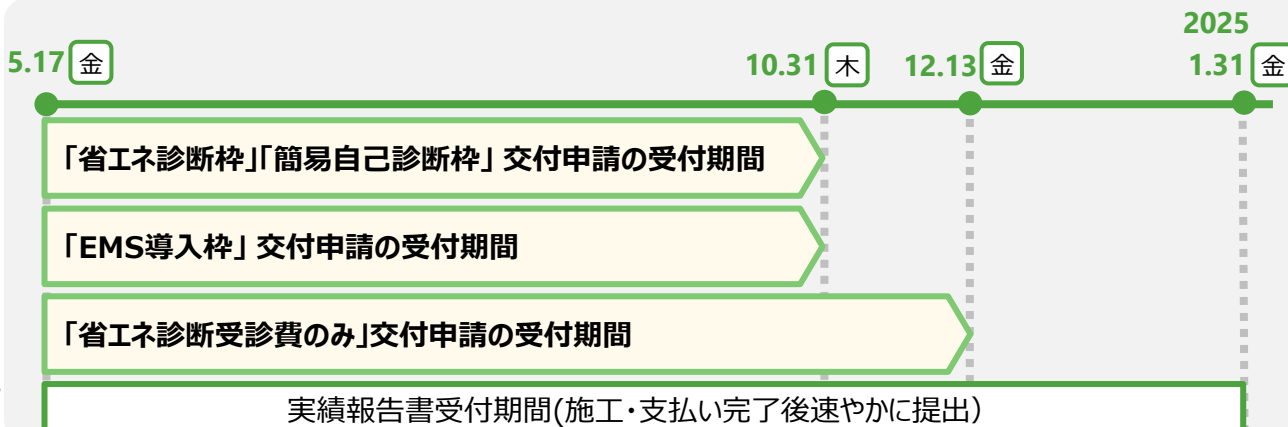 2025
5.17 金
10.31 木
12.13 金
1.31 金
「省エネ診断枠」「簡易自己診断枠」 交付申請の受付期間
「EMS導入枠」 交付申請の受付期間
「省エネ診断受診費のみ」交付申請の受付期間
実績報告書受付期間(施工・支払い完了後速やかに提出）